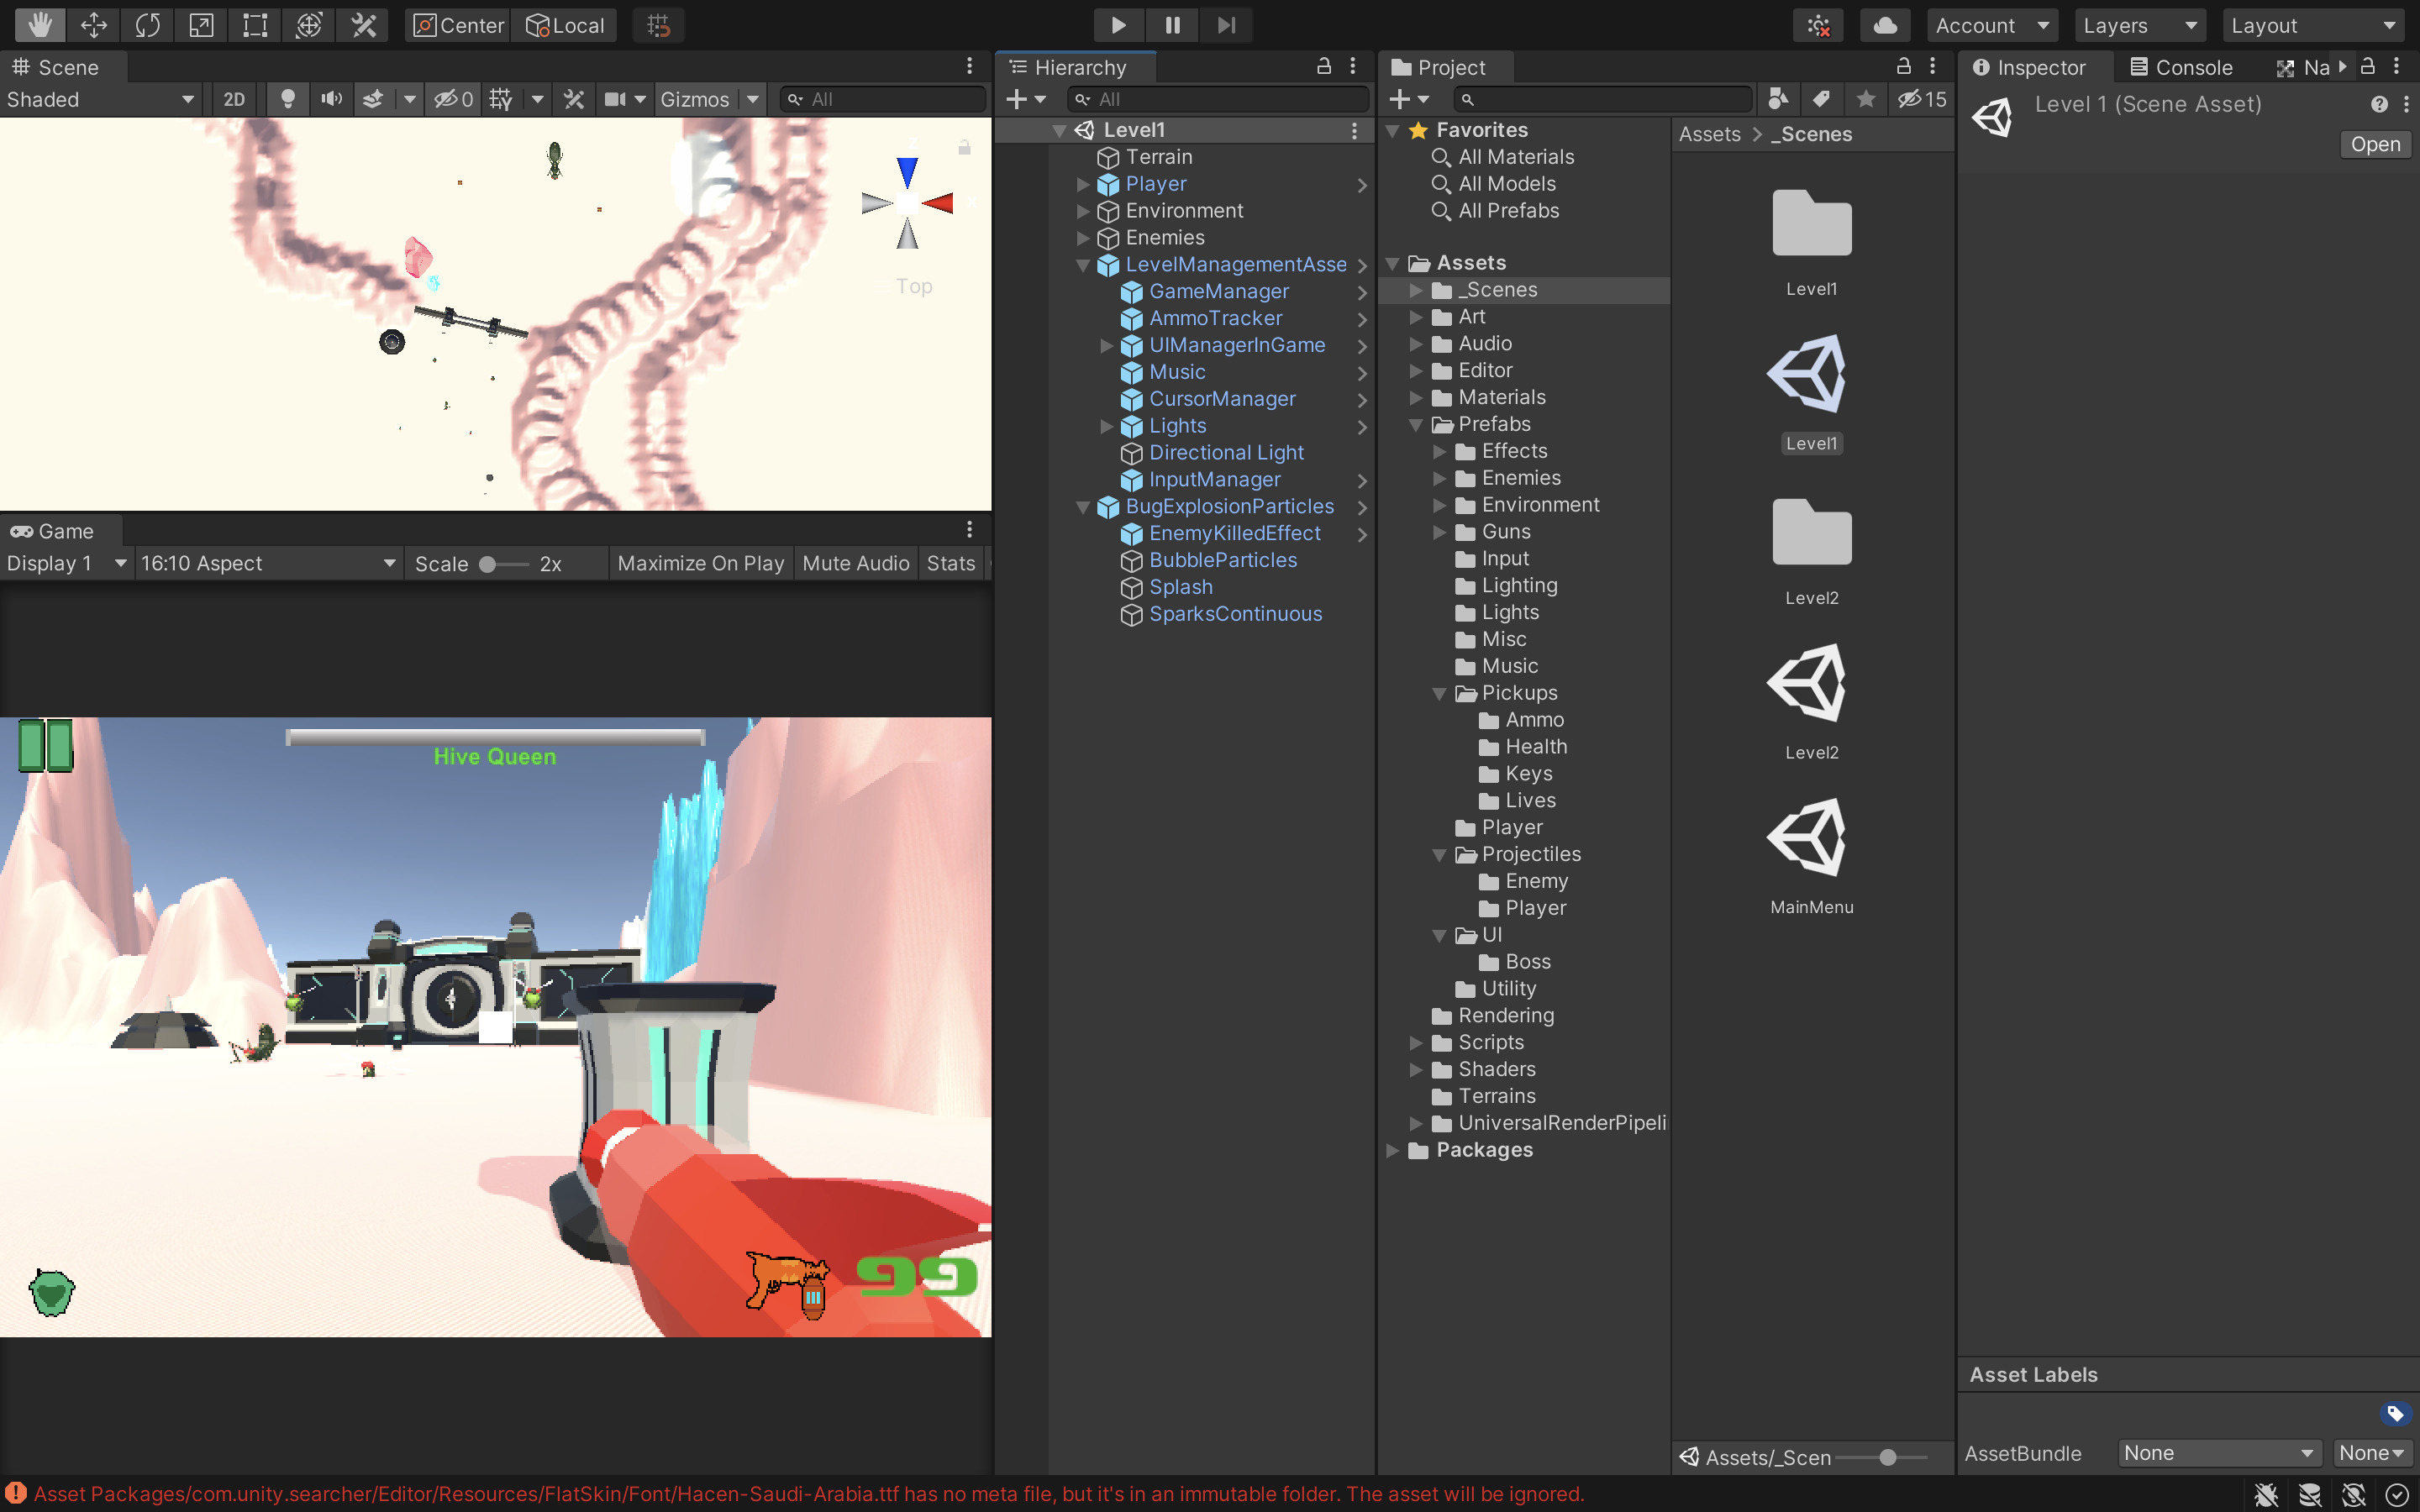 Center
Local
Account
Layers
Layout
Scene
Shaded
2D
0
Gizmos
All
Z
X
Top
Game
Display 1
16:10 Aspect
Scale
2x
Maximize On Play
Mute Audio
Stats
Hive Queen
99
Hierarchy
All
Level1
Terrain
Player
Environment
Enemies
LevelManagementAsse
GameManager
AmmoTracker
UIManagerInGame
Music
CursorManager
Lights
Directional Light
InputManager
BugExplosionParticles
EnemyKilledEffect
BubbleParticles
Splash
SparksContinuous
Project
15
Favorites
All Materials
All Models
All Prefabs
Assets
_Scenes
Art
Audio
Editor
Materials
Prefabs
Effects
Enemies
Environment
Guns
Input
Lighting
Lights
Misc
Music
Pickups
Ammo
Health
Keys
Lives
Player
Projectiles
Enemy
Player
UI
Boss
Utility
Rendering
Scripts
Shaders
Terrains
UniversalRenderPipeli
Packages
Assets > _Scenes
Level1
Level1
Level2
Level2
MainMenu
Assets/_Scen
Inspector
Console
Na
Level 1 (Scene Asset)
Open
Asset Labels
AssetBundle
None
None
Asset Packages/com.unity.searcher/Editor/Resources/FlatSkin/Font/Hacen-Saudi-Arabia.ttf has no meta file, but it's in an immutable folder. The asset will be ignored.